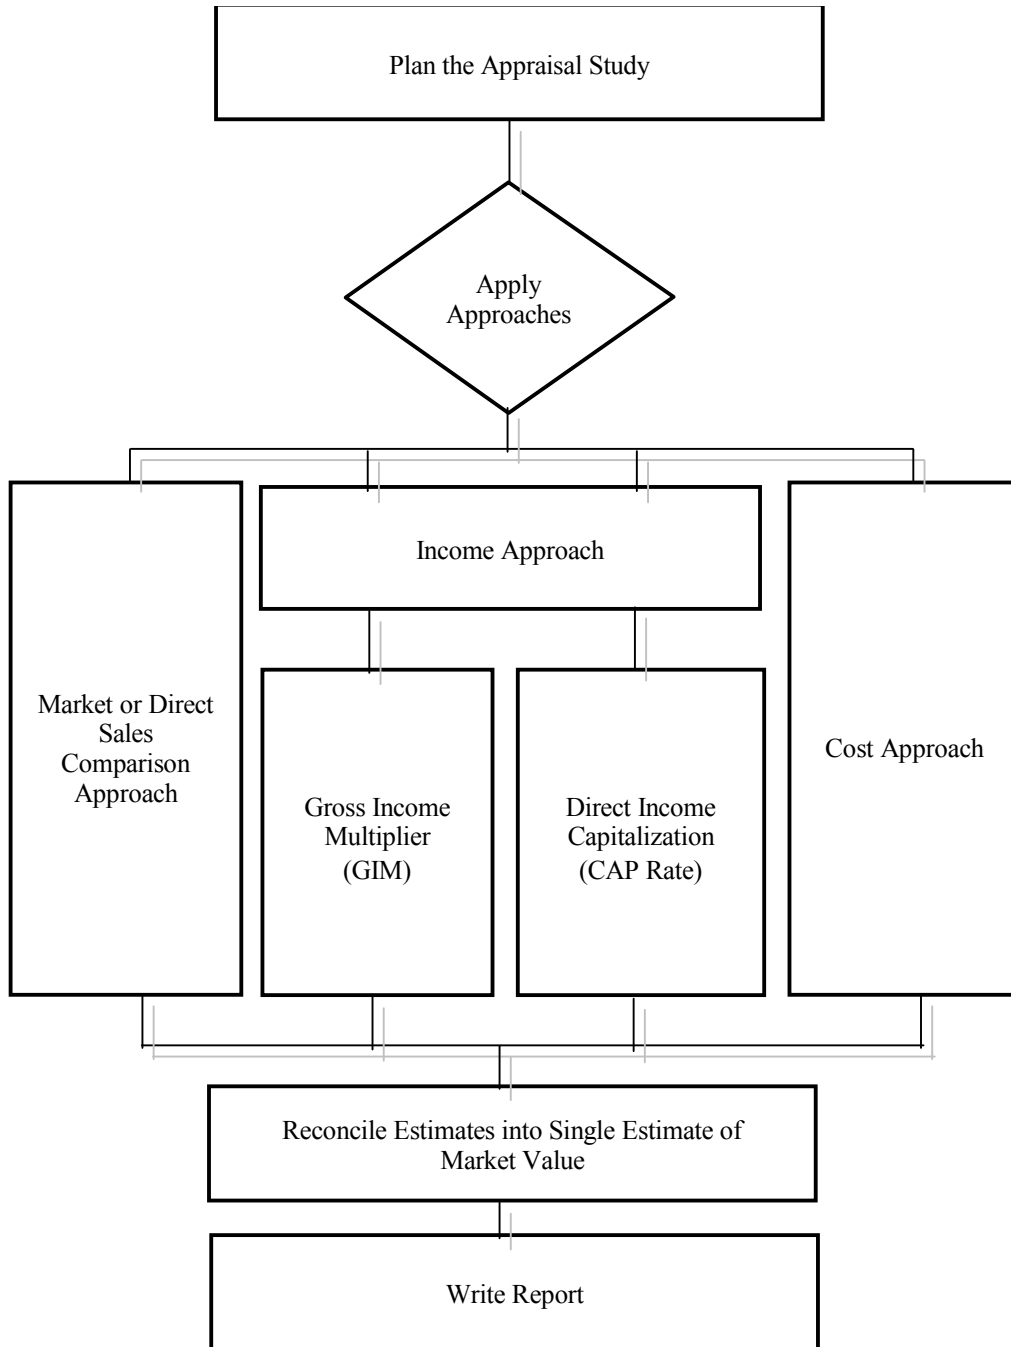 Plan the Appraisal Study
Apply
Approaches
Income Approach
Market or Direct
Sales
Comparison
Approach
Gross Income
Multiplier
(GIM)
Direct Income
Capitalization
(CAP Rate)
Cost Approach
Reconcile Estimates into Single Estimate of
Market Value
Write Report